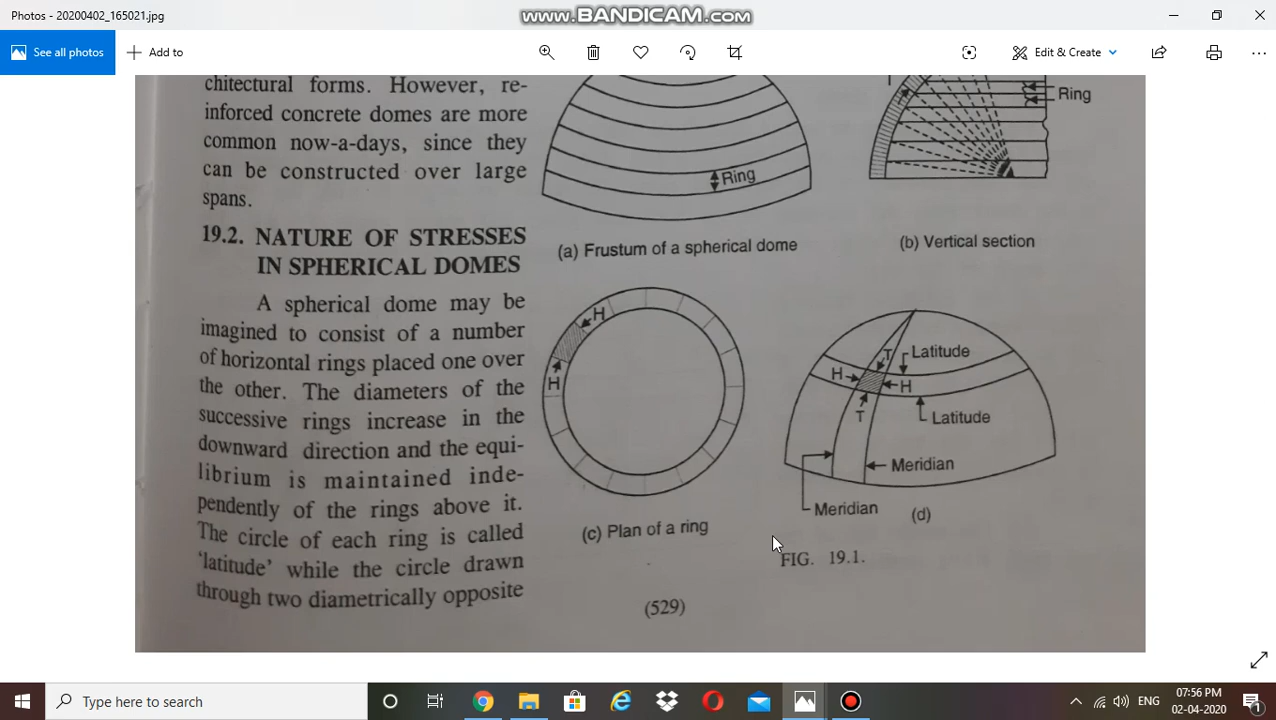 Photos - 20200402_165021.jpg
www.BANDICAM.com
See all photos
Add to
Edit & Create
chitectural forms. However, re-
inforced concrete domes are more
common now-a-days, since they
can be constructed over large
spans.
19.2. NATURE OF STRESSES
IN SPHERICAL DOMES
A spherical dome may be
imagined to consist of a number
of horizontal rings placed one over
the other. The diameters of the
successive rings increase in the
downward direction and the equi-
librium is maintained inde-
pendently of the rings above it.
The circle of each ring is called
'latitude' while the circle drawn
through two diametrically opposite
Ring
(a) Frustum of a spherical dome
Ring
(b) Vertical section
H
H
(c) Plan of a ring
T
Latitude
H
H
T
Latitude
Meridian
Meridian
(d)
FIG. 19.1.
(529)
Type here to search
ENG
07:56 PM
02-04-2020
1